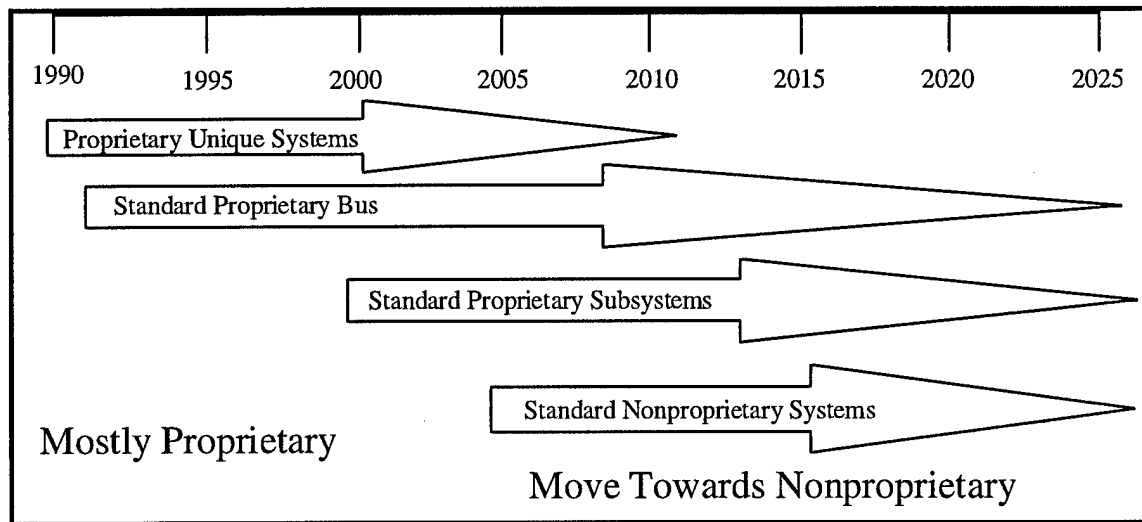 1990 1995 2000 2005 2010 2015 2020 2025
Proprietary Unique Systems
Standard Proprietary Bus
Standard Proprietary Subsystems
Standard Nonproprietary Systems
Mostly Proprietary
Move Towards Nonproprietary